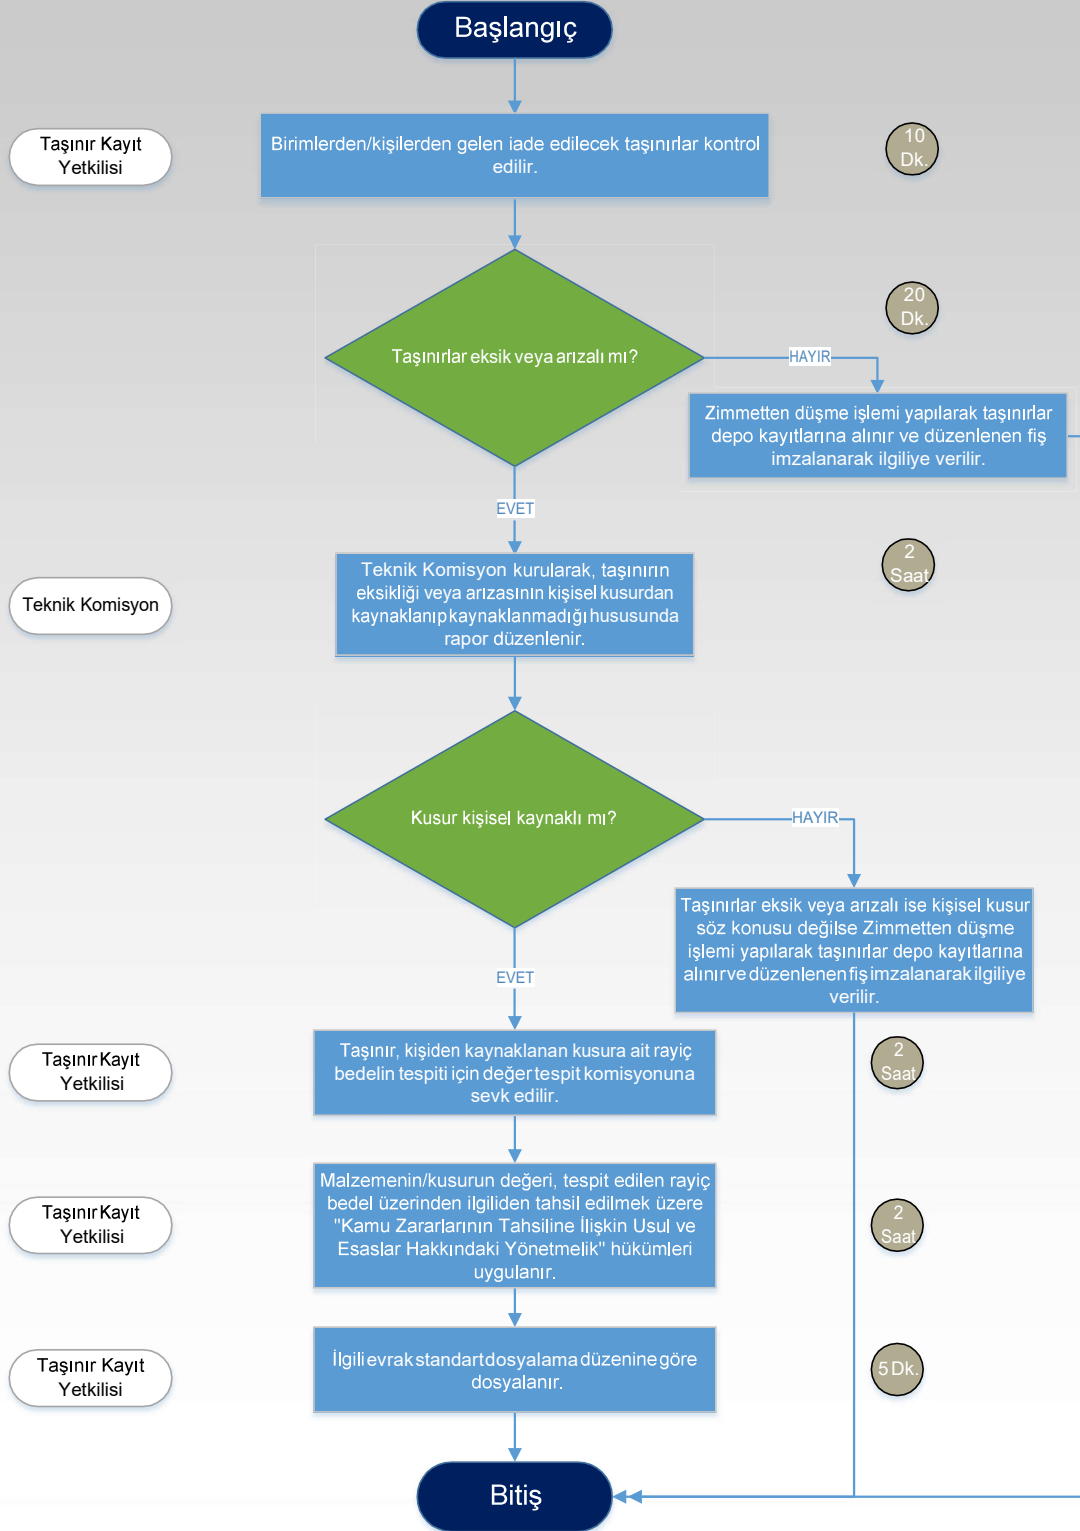 Başlangıç
Taşınır Kayıt
Yetkilisi
Birimlerden/kişilerden gelen iade edilecek taşınırlar kontrol
edilir.
10
Dk.
20
Dk.
Taşınırlar eksik veya arızalı mı?
HAYIR
Zimmetten düşme işlemi yapılarak taşınırlar
depo kayıtlarına alınır ve düzenlenen fiş
imzalanarak ilgiliye verilir.
EVET
Teknik Komisyon
Teknik Komisyon kurularak, taşınırın
eksikliği veya arızasının kişisel kusurdan
kaynaklanıp kaynaklanmadığı hususunda
rapor düzenlenir.
2
Saat
Kusur kişisel kaynaklı mı?
HAYIR
Taşınırlar eksik veya arızalı ise kişisel kusur
söz konusu değilse Zimmetten düşme
işlemi yapılarak taşınırlar depo kayıtlarına
alınır ve düzenlenen fiş imzalanarak ilgiliye
verilir.
EVET
Taşınır Kayıt
Yetkilisi
Taşınır, kişiden kaynaklanan kusura ait rayiç
bedelin tespiti için değer tespit komisyonuna
sevk edilir.
2
Saat
Taşınır Kayıt
Yetkilisi
Malzemenin/kusurun değeri, tespit edilen rayiç
bedel üzerinden ilgiliden tahsil edilmek üzere
"Kamu Zararlarının Tahsiline İlişkin Usul ve
Esaslar Hakkındaki Yönetmelik" hükümleri
uygulanır.
2
Saat
Taşınır Kayıt
Yetkilisi
İlgili evrak standart dosyalama düzenine göre
dosyalanır.
5 Dk.
Bitiş